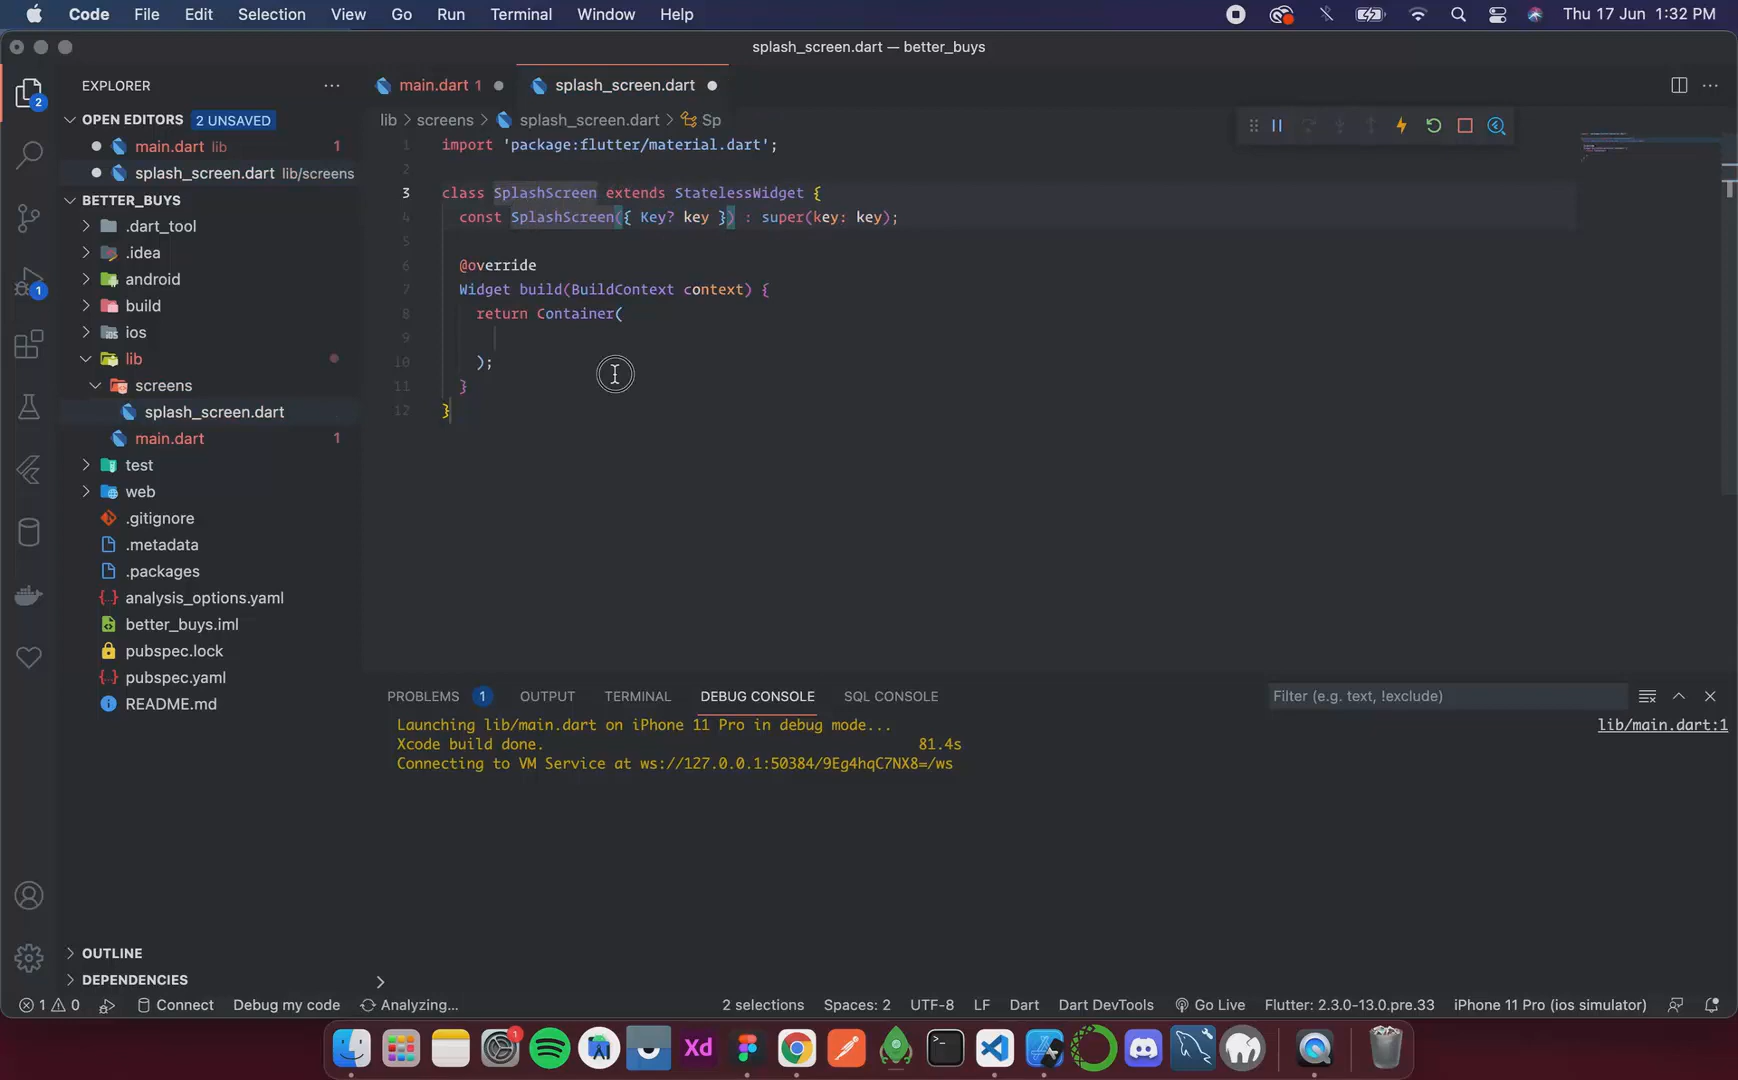 Code File Edit Selection View Go Run Terminal Window Help Thu 17 Jun 1:32 PM
splash_screen.dart — better_buys
EXPLORER
main.dart 1 splash_screen.dart
OPEN EDITORS 2 UNSAVED
main.dart lib 1
splash_screen.dart lib/screens
BETTER_BUYS
.dart_tool
.idea
android
build
ios
lib
screens
splash_screen.dart
main.dart 1
test
web
.gitignore
.metadata
.packages
analysis_options.yaml
better_buys.iml
pubspec.lock
pubspec.yaml
README.md
OUTLINE
DEPENDENCIES
2
1
lib > screens > splash_screen.dart > Sp
1 import 'package:flutter/material.dart';
2
3 class SplashScreen extends StatelessWidget {
4 const SplashScreen({ Key? key }) : super(key: key);
5
6 @override
7 Widget build(BuildContext context) {
8 return Container(
9
10 );
11 }
12 }
PROBLEMS 1 OUTPUT TERMINAL DEBUG CONSOLE SQL CONSOLE Filter (e.g. text, !exclude)
Launching lib/main.dart on iPhone 11 Pro in debug mode... lib/main.dart:1
Xcode build done. 81.4s
Connecting to VM Service at ws://127.0.0.1:50384/9Eg4hqC7NX8=/ws
1 0 Connect Debug my code Analyzing... 2 selections Spaces: 2 UTF-8 LF Dart Dart DevTools Go Live Flutter: 2.3.0-13.0.pre.33 iPhone 11 Pro (ios simulator)
1
Xd